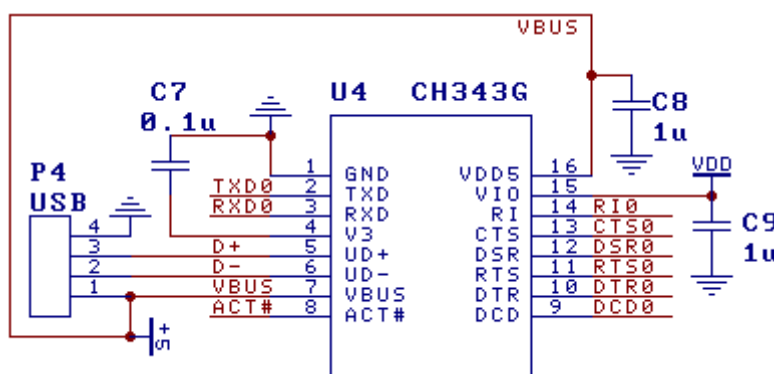 VBUS
C7
0.1u
U4 CH343G
C8
1u
P4
USB
VDD
C9
1u
4
3
2
1
D+
D-
VBUS
+5
TXD0
RXD0
ACT#
1 GND
2 TXD
3 RXD
4 V3
5 UD+
6 UD-
7 VBUS
8 ACT#
VDD5 16
VIO 15
RI 14 RI0
CTS 13 CTS0
DSR 12 DSR0
RTS 11 RTS0
DTR 10 DTR0
DCD 9 DCD0